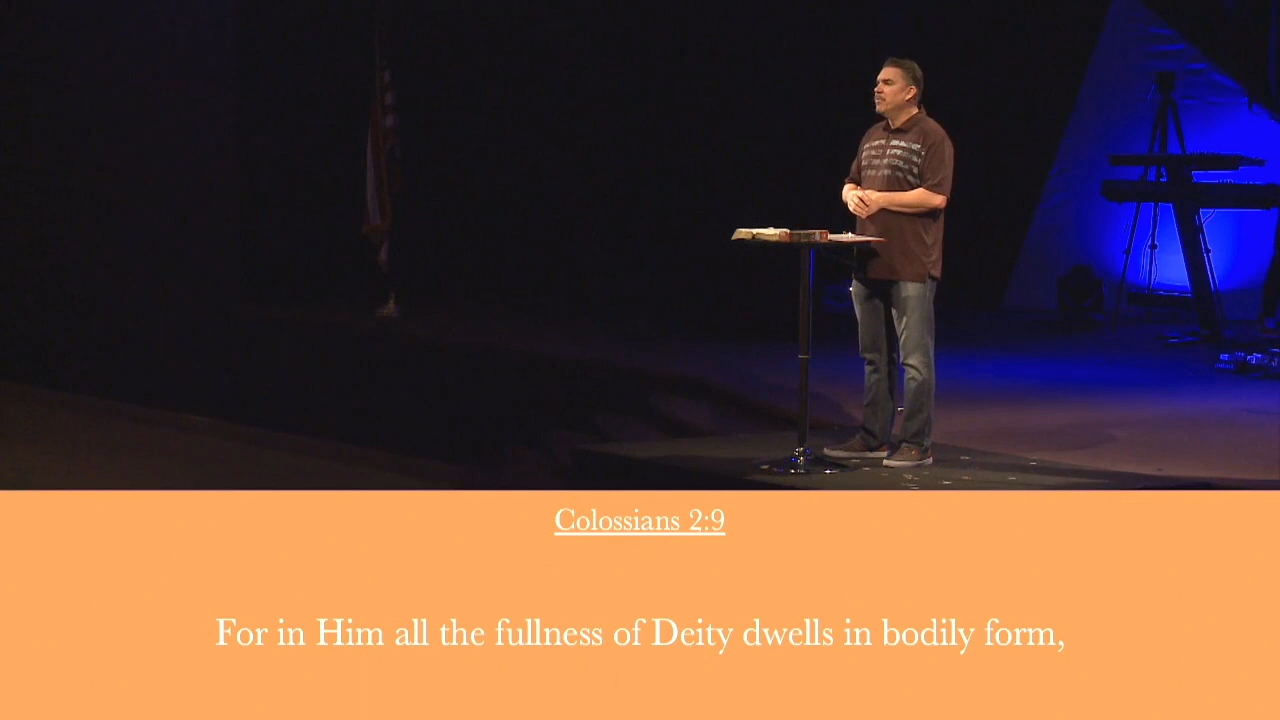 Colossians 2:9
For in Him all the fullness of Deity dwells in bodily form,